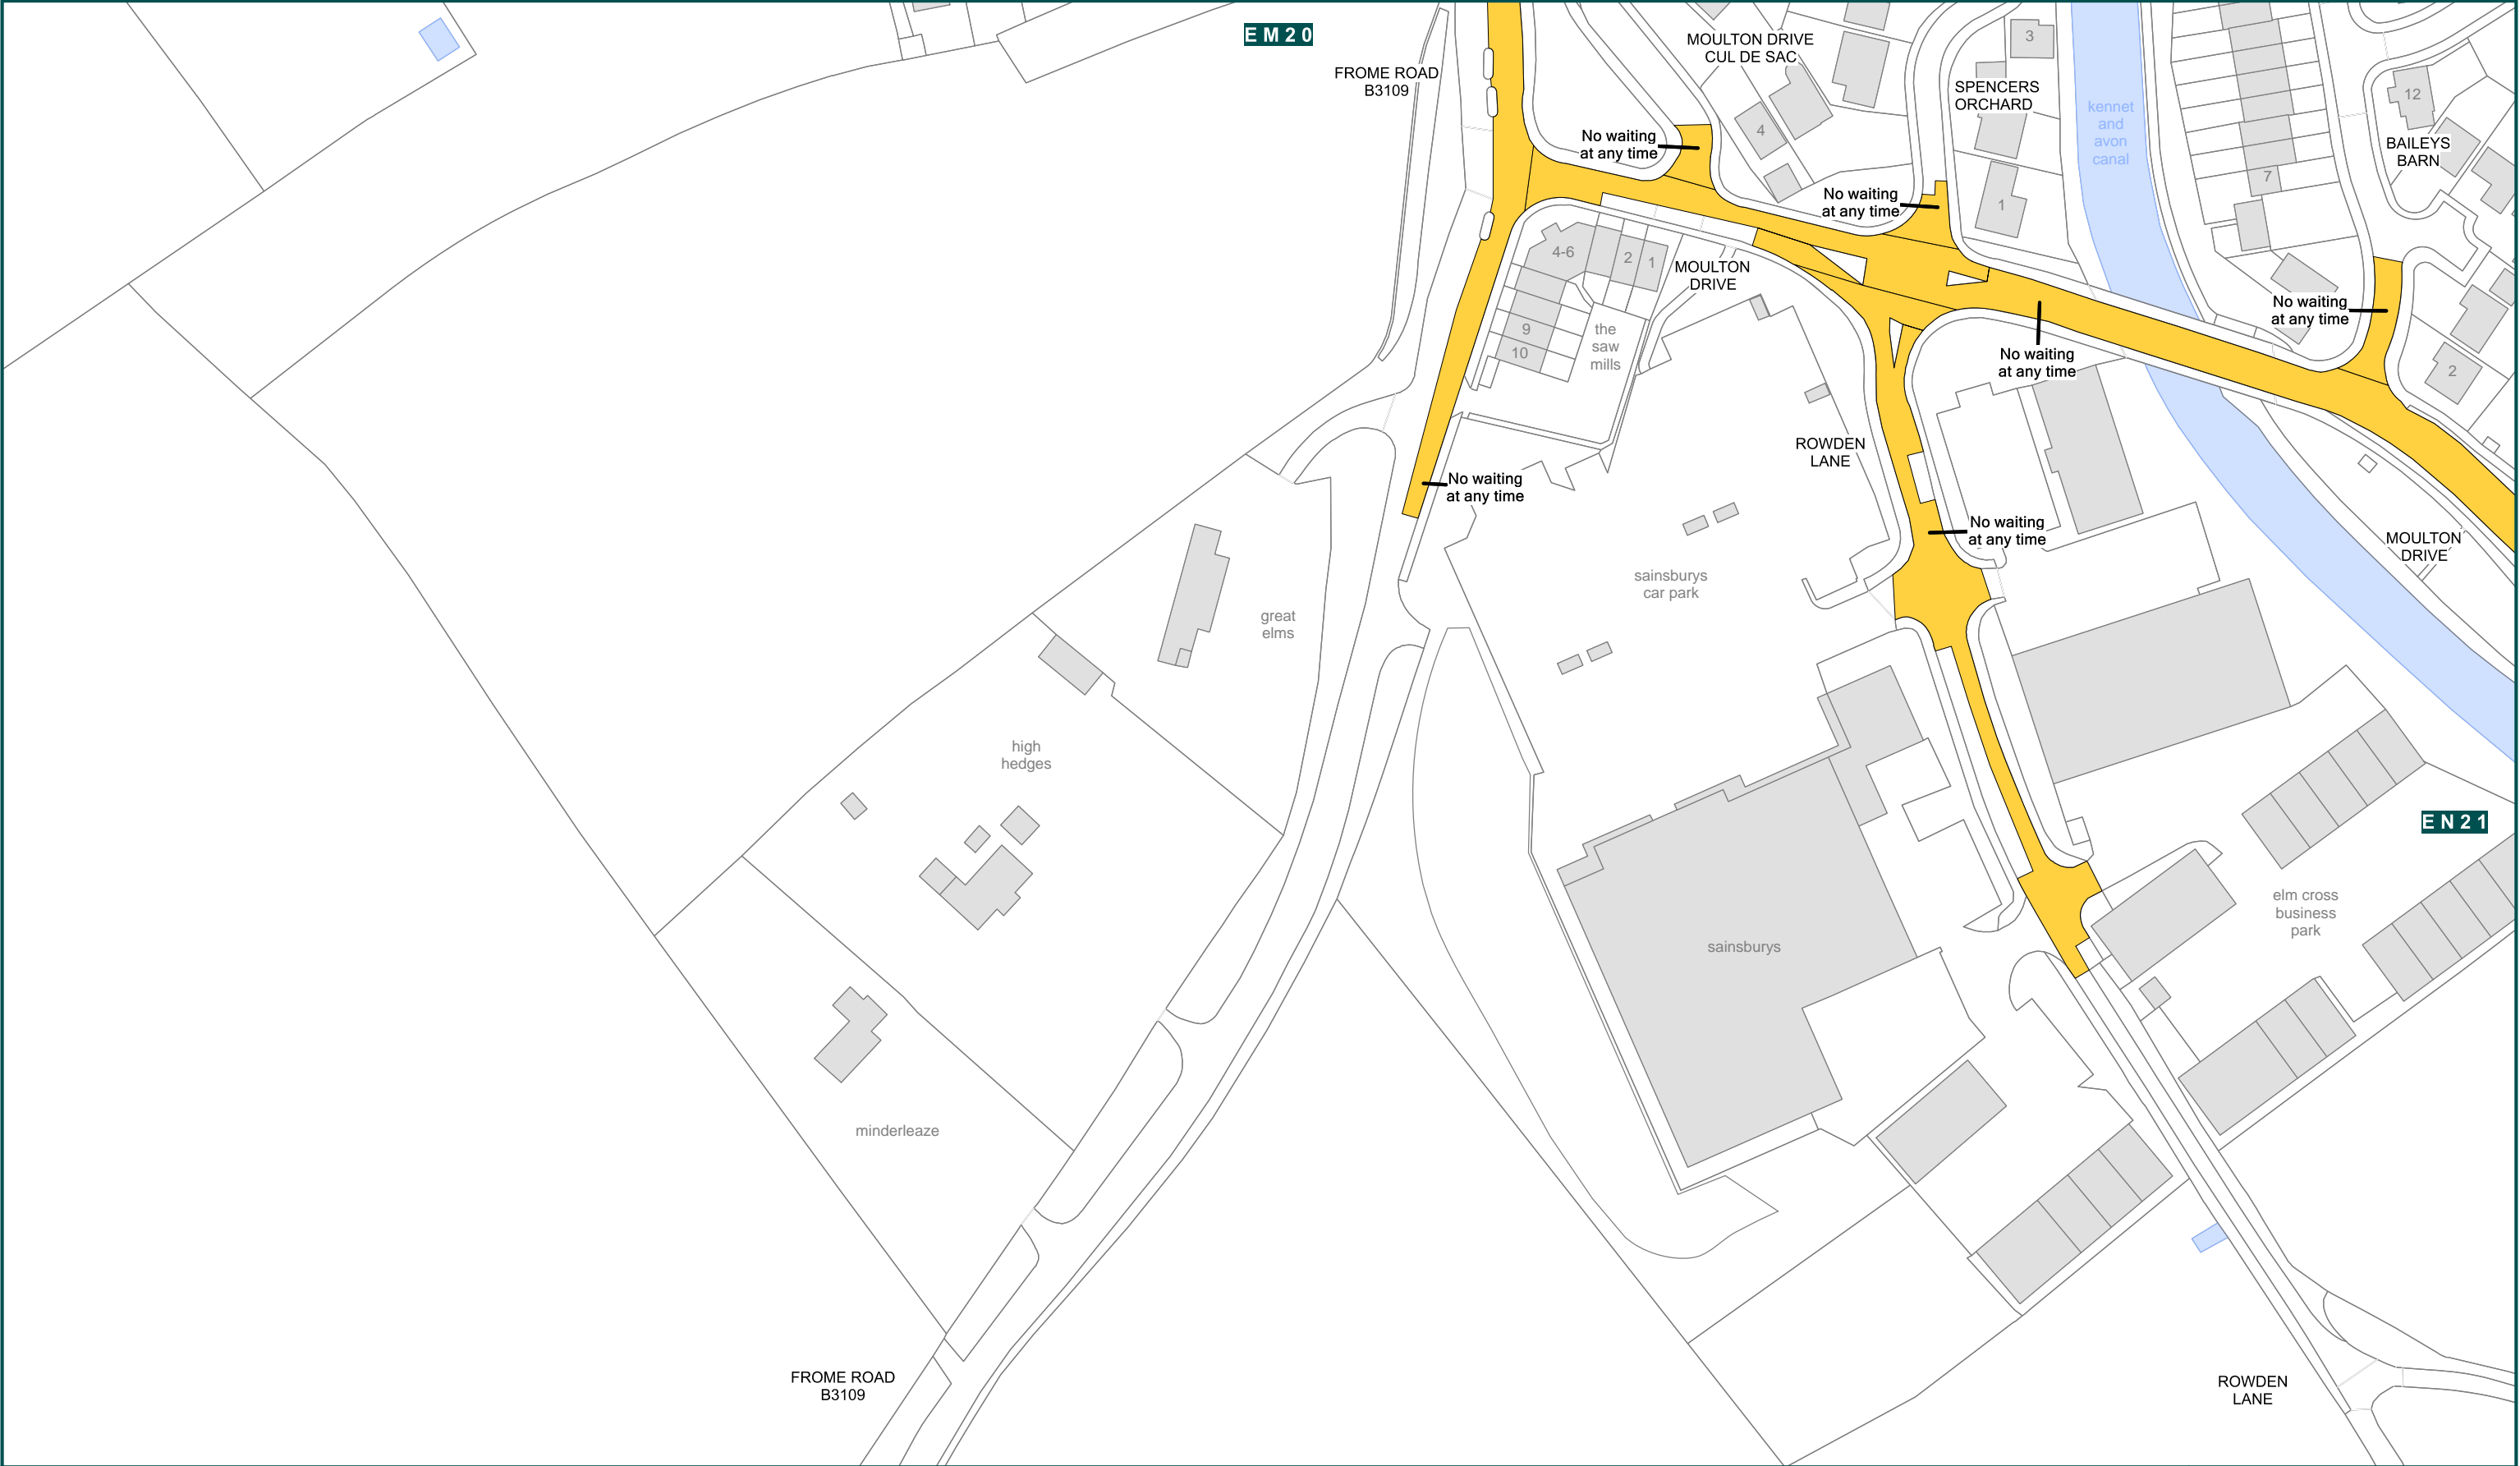 EM20
FROME ROAD
B3109
MOULTON DRIVE
CUL DE SAC
3
SPENCERS
ORCHARD
kennet
and
avon
canal
12
BAILEYS
BARN
No waiting
at any time
4
No waiting
at any time
1
7
4-6
2
1
MOULTON
DRIVE
9
10
the
saw
mills
No waiting
at any time
No waiting
at any time
2
ROWDEN
LANE
No waiting
at any time
No waiting
at any time
MOULTON
DRIVE
sainsburys
car park
great
elms
high
hedges
EN21
elm cross
business
park
sainsburys
minderleaze
FROME ROAD
B3109
ROWDEN
LANE